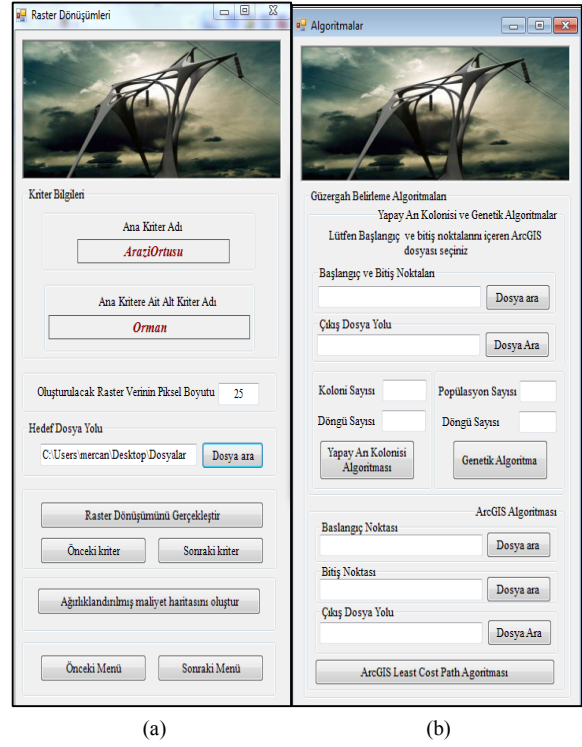 Raster Dönüşümleri
Kriter Bilgileri
Ana Kriter Adı
AraziOrtusu
Ana Kritere Ait Alt Kriter Adı
Orman
Oluşturulacak Raster Verinin Piksel Boyutu 25
Hedef Dosya Yolu
C:\Users\mercan\Desktop\Dosyalar Dosya ara
Raster Dönüşümünü Gerçekleştir
Önceki kriter Sonraki kriter
Ağırlıklandırılmış maliyet haritasını oluştur
Önceki Menü Sonraki Menü
(a)
Algoritmalar
Güzergah Belirleme Algoritmaları
Yapay Arı Kolonisi ve Genetik Algoritmalar
Lütfen Başlangıç ve bitiş noktalarını içeren ArcGIS
dosyası seçiniz
Başlangıç ve Bitiş Noktaları
Dosya ara
Çıkış Dosya Yolu
Dosya Ara
Koloni Sayısı Popülasyon Sayısı
Döngü Sayısı Döngü Sayısı
Yapay Arı Kolonisi
Algoritması
Genetik Algoritma
ArcGIS Algoritması
Baslangıç Noktası
Dosya ara
Bitiş Noktası
Dosya ara
Çıkış Dosya Yolu
Dosya Ara
ArcGIS Least Cost Path Agoritması
(b)